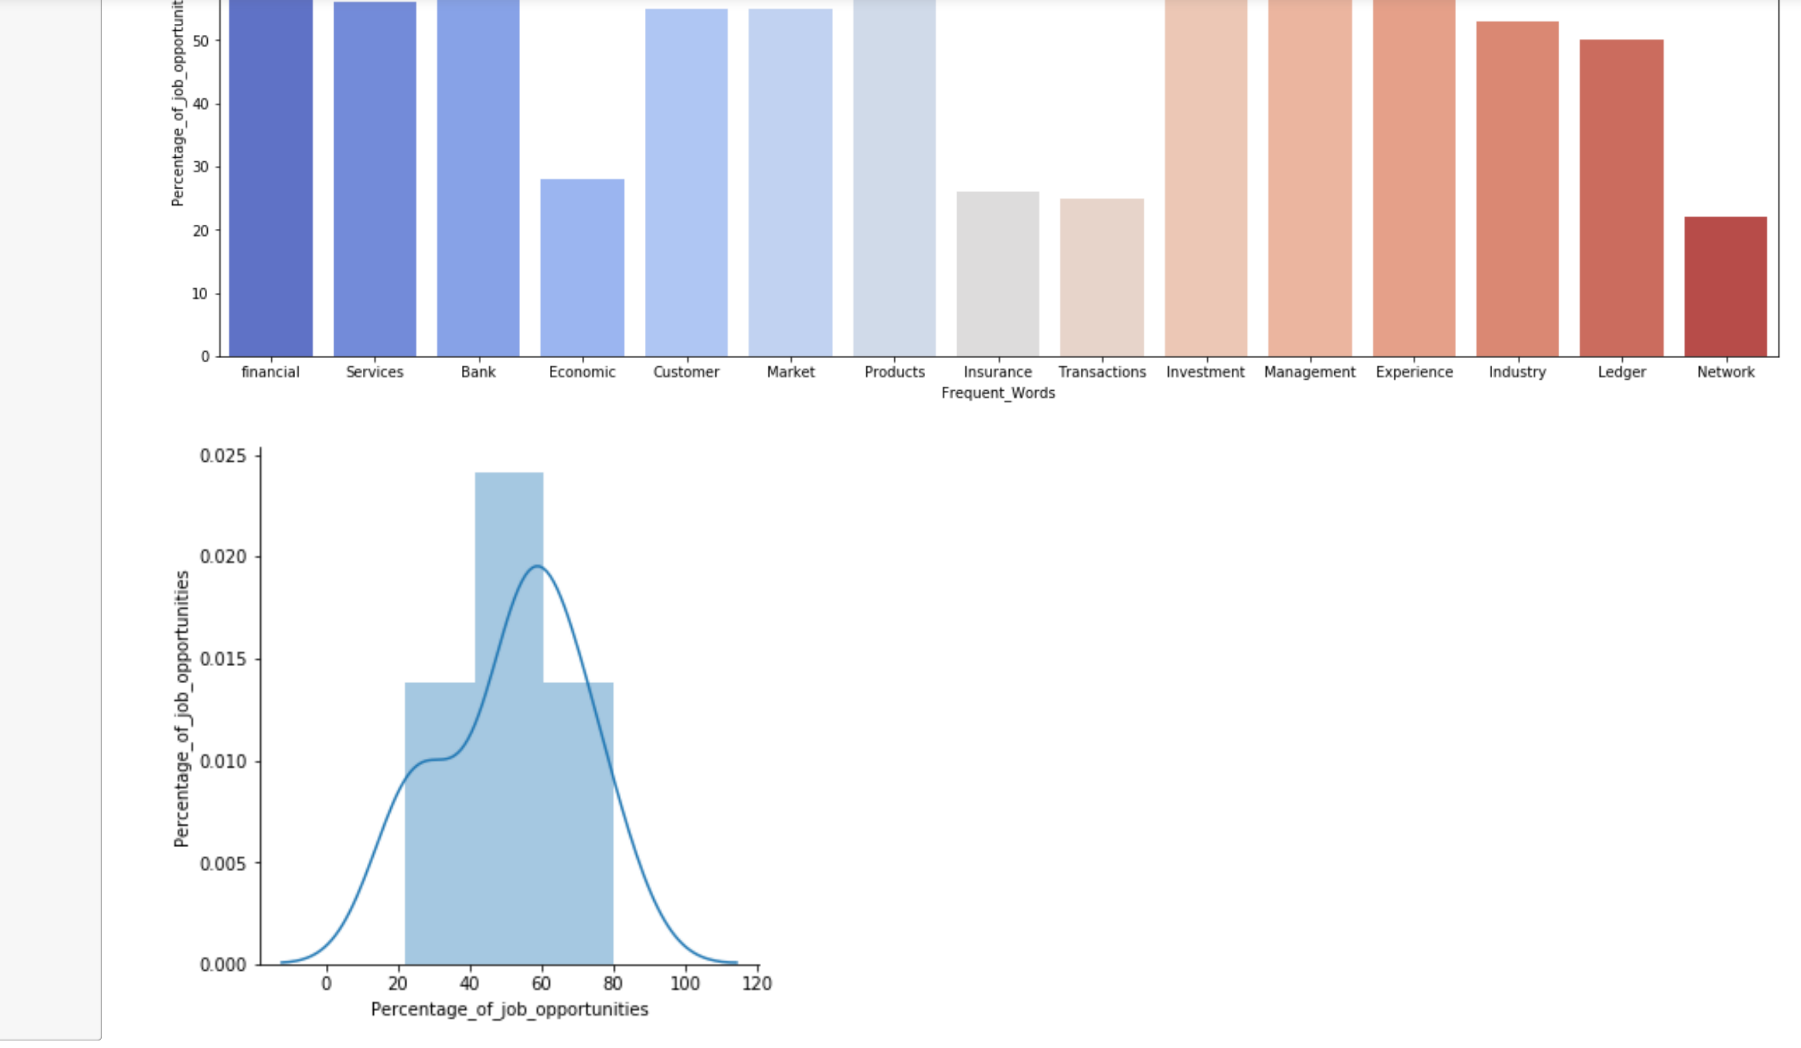 Percentage_of_job_opportunit
50
40
30
20
10
0
financial Services Bank Economic Customer Market Products Insurance Transactions Investment Management Experience Industry Ledger Network
Frequent_Words
Percentage_of_job_opportunities
0.025
0.020
0.015
0.010
0.005
0.000
0 20 40 60 80 100 120
Percentage_of_job_opportunities